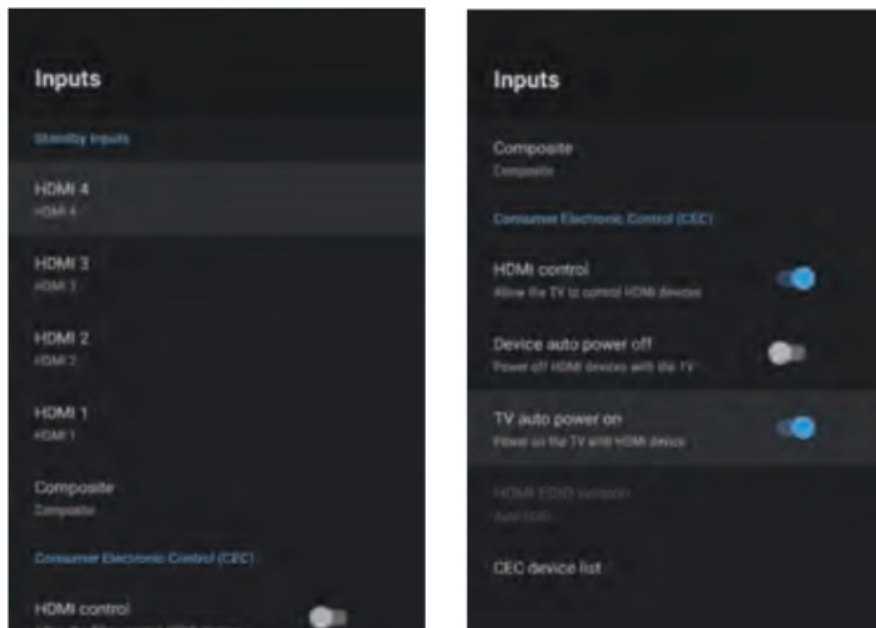 Inputs
Standby Inputs
HDMI 4
HDMI 4
HDMI 3
HDMI 3
HDMI 2
HDMI 2
HDMI 1
HDMI 1
Composite
Composite
Consumer Electronic Control (CEC)
HDMI control
Inputs
Composite
Composite
Consumer Electronic Control (CEC)
HDMI control
Allow the TV to control HDMI devices
Device auto power off
Power off HDMI devices with the TV
TV auto power on
Power on the TV with HDMI device
HDMI EDID version
Auto EDID
CEC device list